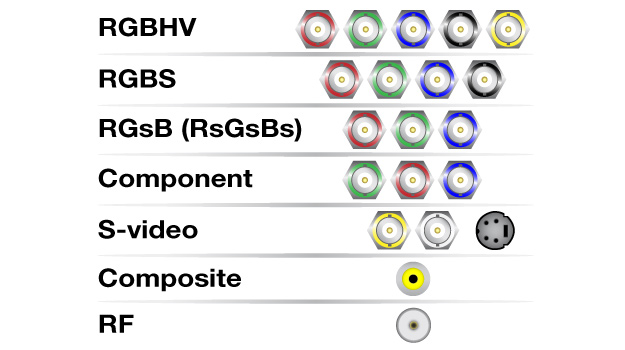 RGBHV
RGBS
RGsB (RsGsBs)
Component
S-video
Composite
RF